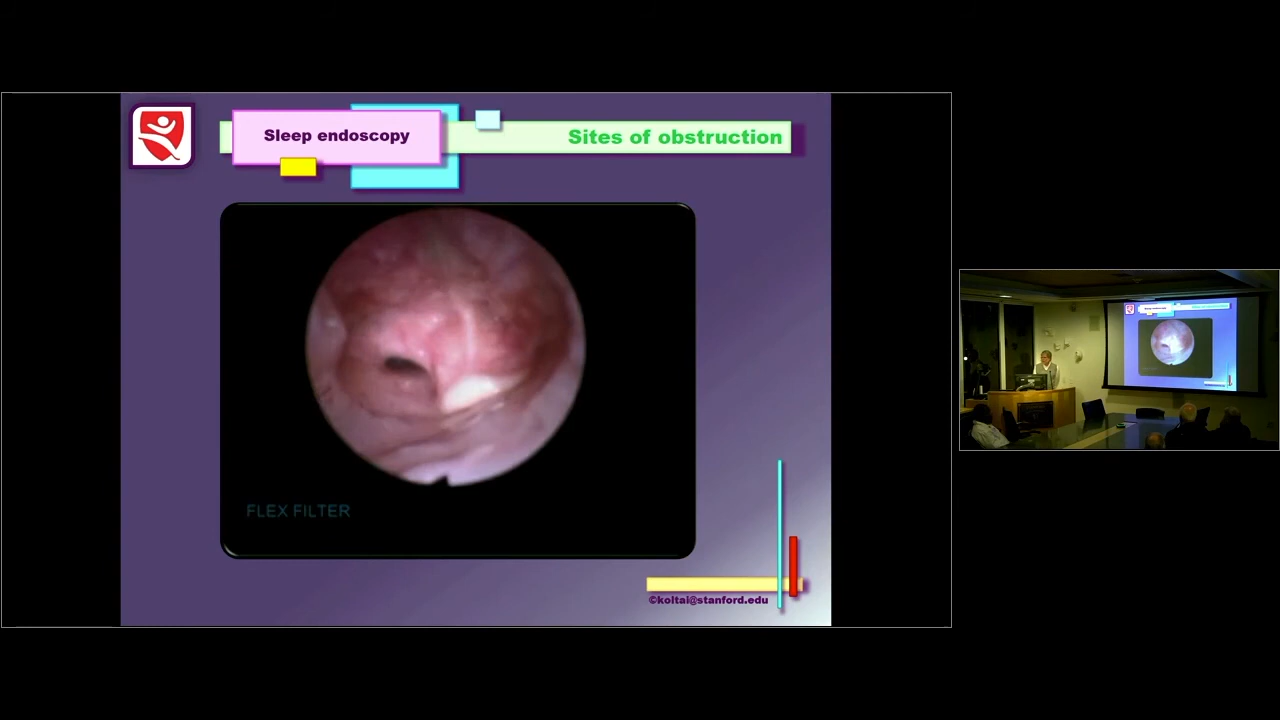 Sleep endoscopy
Sites of obstruction
FLEX FILTER
©koltai@stanford.edu